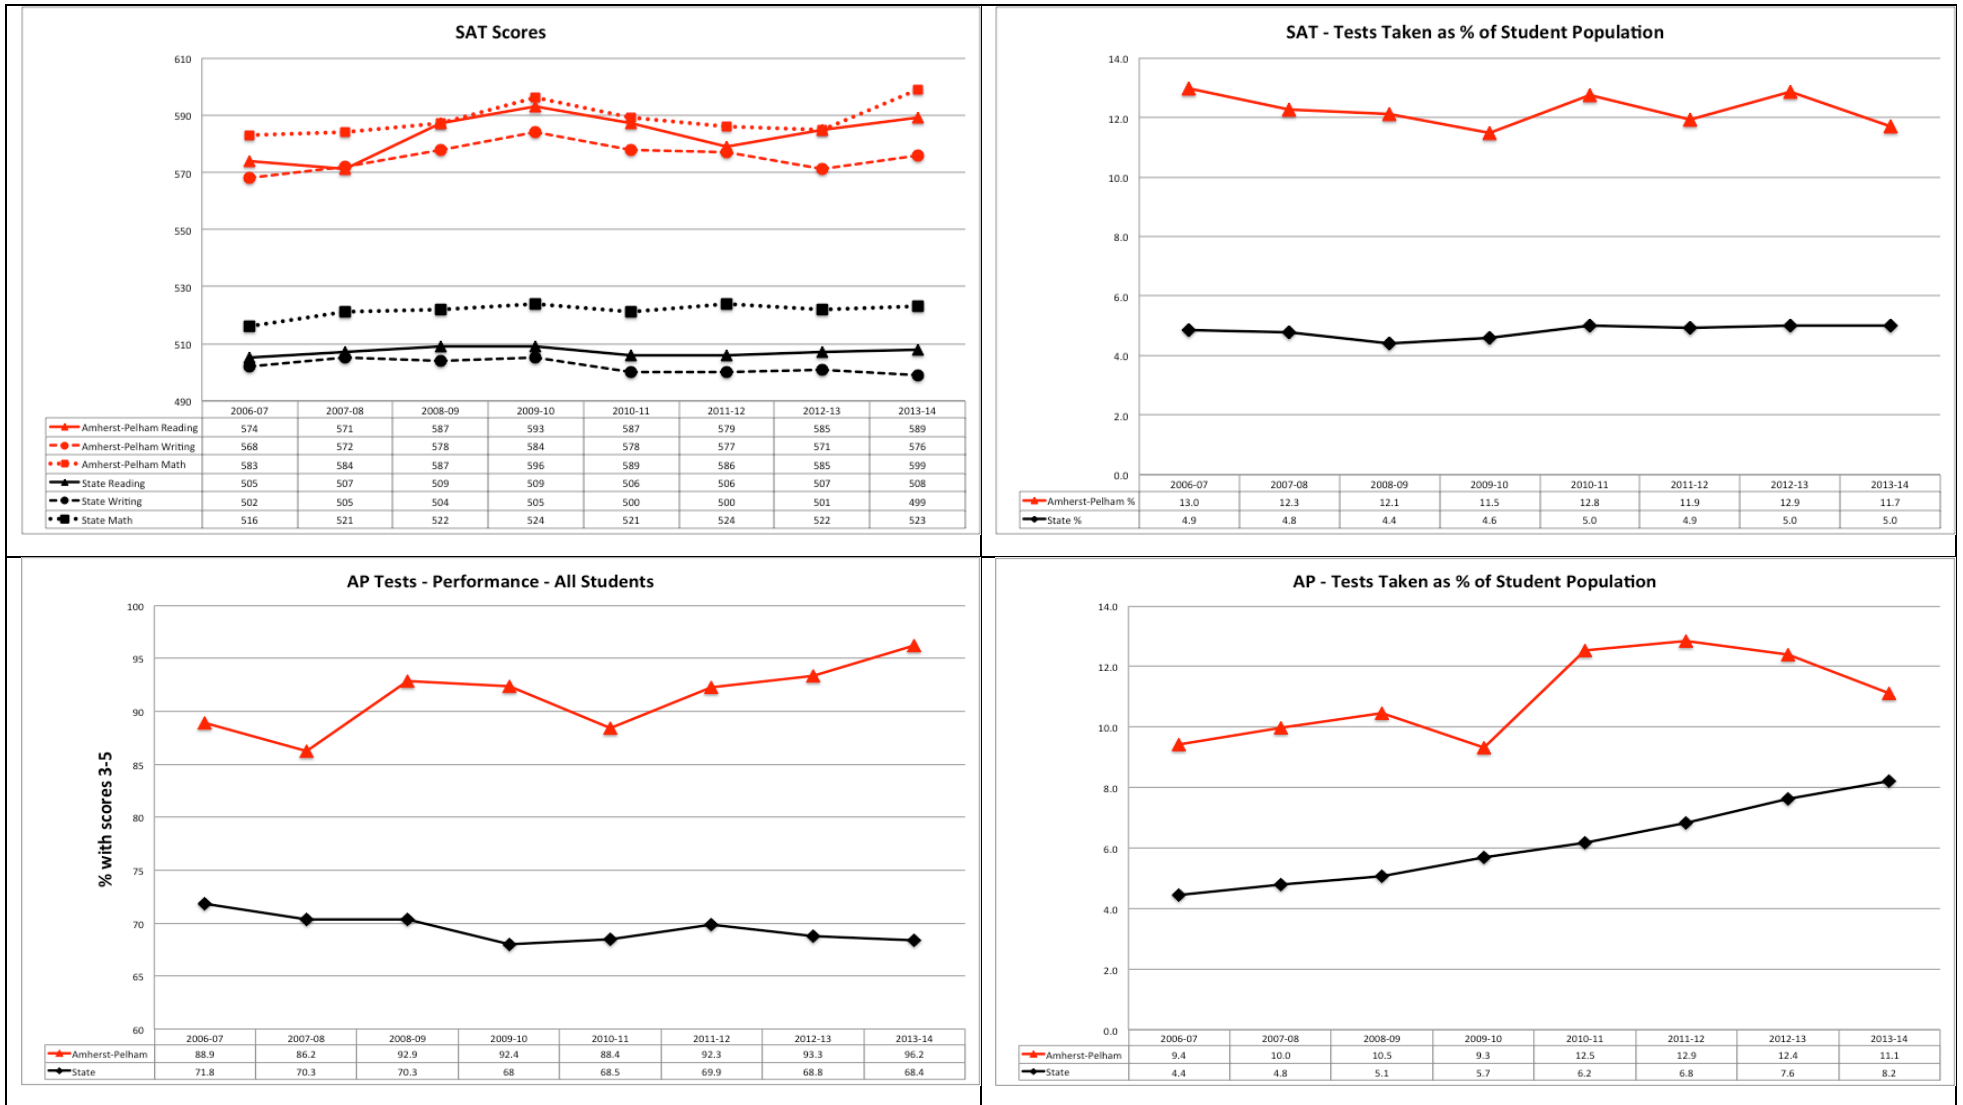 SAT Scores
610
590
570
550
530
510
490
2006-07 2007-08 2008-09 2009-10 2010-11 2011-12 2012-13 2013-14
Amherst-Pelham Reading 574 571 587 593 587 579 585 589
Amherst-Pelham Writing 568 572 578 584 578 577 571 576
Amherst-Pelham Math 583 584 587 596 589 586 585 599
State Reading 505 507 509 509 506 506 507 508
State Writing 502 505 504 505 500 500 501 499
State Math 516 521 522 524 521 524 522 523
SAT - Tests Taken as % of Student Population
14.0
12.0
10.0
8.0
6.0
4.0
2.0
0.0
2006-07 2007-08 2008-09 2009-10 2010-11 2011-12 2012-13 2013-14
Amherst-Pelham % 13.0 12.3 12.1 11.5 12.8 11.9 12.9 11.7
State % 4.9 4.8 4.4 4.6 5.0 4.9 5.0 5.0
AP Tests - Performance - All Students
% with scores 3-5
100
95
90
85
80
75
70
65
60
2006-07 2007-08 2008-09 2009-10 2010-11 2011-12 2012-13 2013-14
Amherst-Pelham 88.9 86.2 92.9 92.4 88.4 92.3 93.3 96.2
State 71.8 70.3 70.3 68 68.5 69.9 68.8 68.4
AP - Tests Taken as % of Student Population
14.0
12.0
10.0
8.0
6.0
4.0
2.0
0.0
2006-07 2007-08 2008-09 2009-10 2010-11 2011-12 2012-13 2013-14
Amherst-Pelham 9.4 10.0 10.5 9.3 12.5 12.9 12.4 11.1
State 4.4 4.8 5.1 5.7 6.2 6.8 7.6 8.2